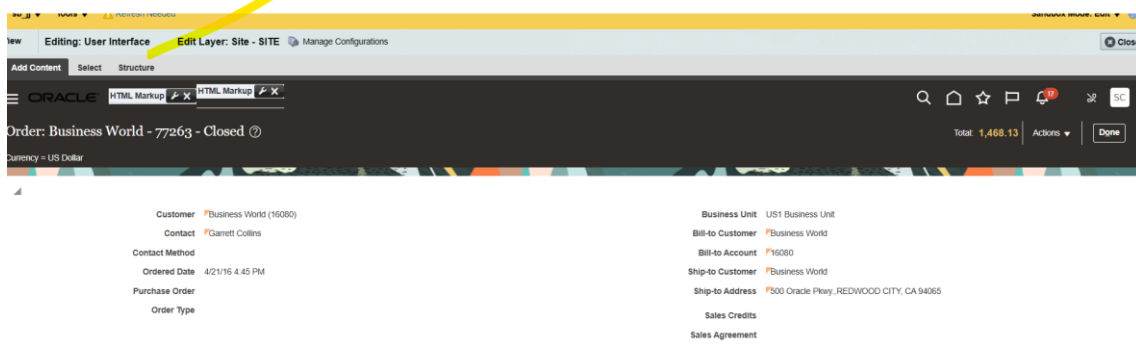 sb_jj Tools Refresh Needed Sandbox Mode: Edit
iew Editing: User Interface Edit Layer: Site - SITE Manage Configurations Clos
Add Content Select Structure
ORACLE HTML Markup HTML Markup 17 SC
Order: Business World - 77263 - Closed Total: 1,468.13 Actions Done
Currency = US Dollar
Customer Business World (16080) Business Unit US1 Business Unit
Contact Garrett Collins Bill-to Customer Business World
Contact Method Bill-to Account 16080
Ordered Date 4/21/16 4:45 PM Ship-to Customer Business World
Purchase Order Ship-to Address 500 Oracle Pkwy.,REDWOOD CITY, CA 94065
Order Type Sales Credits
Sales Agreement